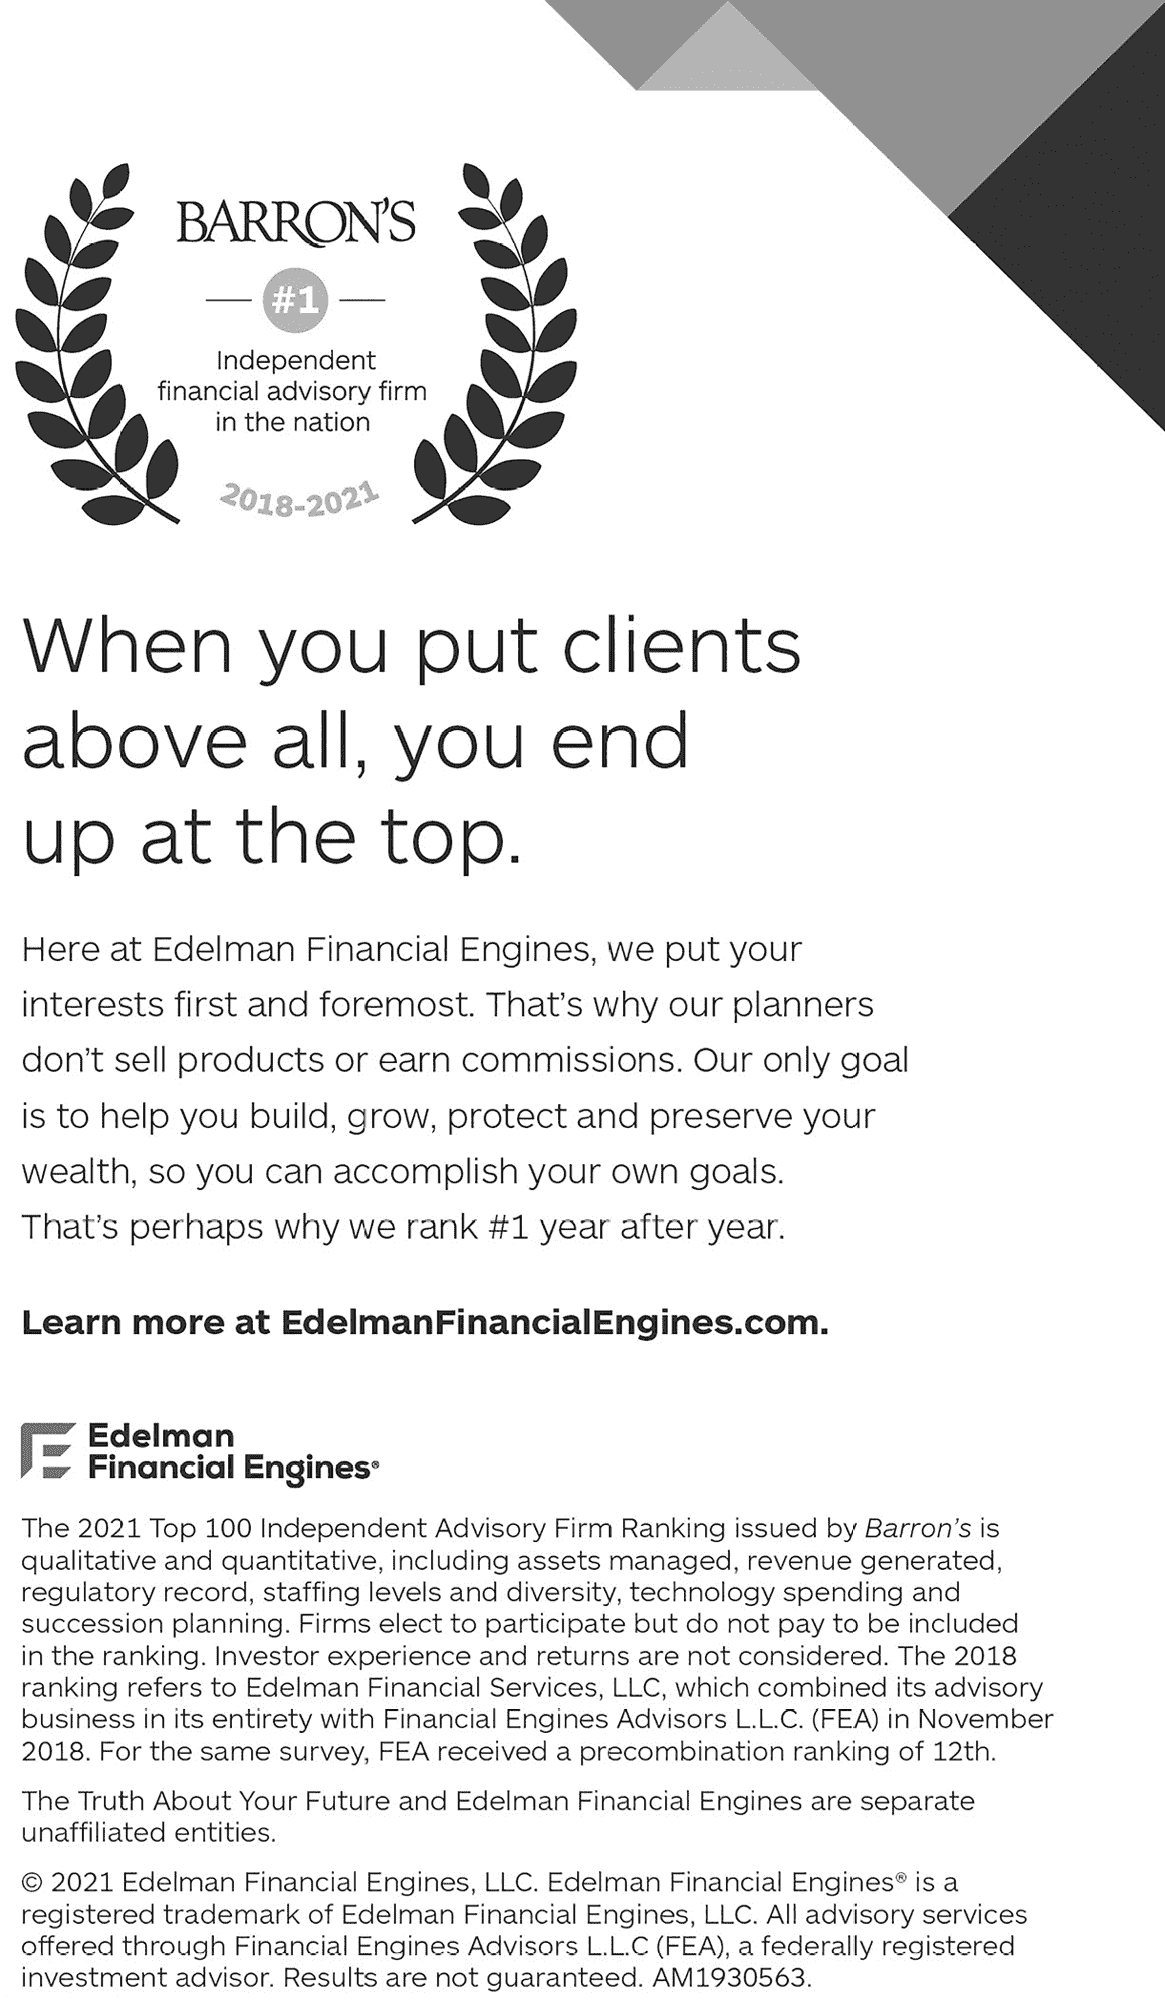 BARRON'S
#1
Independent
financial advisory firm
in the nation
2018-2021
When you put clients
above all, you end
up at the top.
Here at Edelman Financial Engines, we put your
interests first and foremost. That’s why our planners
don’t sell products or earn commissions. Our only goal
is to help you build, grow, protect and preserve your
wealth, so you can accomplish your own goals.
That’s perhaps why we rank #1 year after year.
Learn more at EdelmanFinancialEngines.com.
Edelman
Financial Engines®
The 2021 Top 100 Independent Advisory Firm Ranking issued by Barron’s is
qualitative and quantitative, including assets managed, revenue generated,
regulatory record, staffing levels and diversity, technology spending and
succession planning. Firms elect to participate but do not pay to be included
in the ranking. Investor experience and returns are not considered. The 2018
ranking refers to Edelman Financial Services, LLC, which combined its advisory
business in its entirety with Financial Engines Advisors L.L.C. (FEA) in November
2018. For the same survey, FEA received a precombination ranking of 12th.
The Truth About Your Future and Edelman Financial Engines are separate
unaffiliated entities.
© 2021 Edelman Financial Engines, LLC. Edelman Financial Engines® is a
registered trademark of Edelman Financial Engines, LLC. All advisory services
offered through Financial Engines Advisors L.L.C (FEA), a federally registered
investment advisor. Results are not guaranteed. AM1930563.